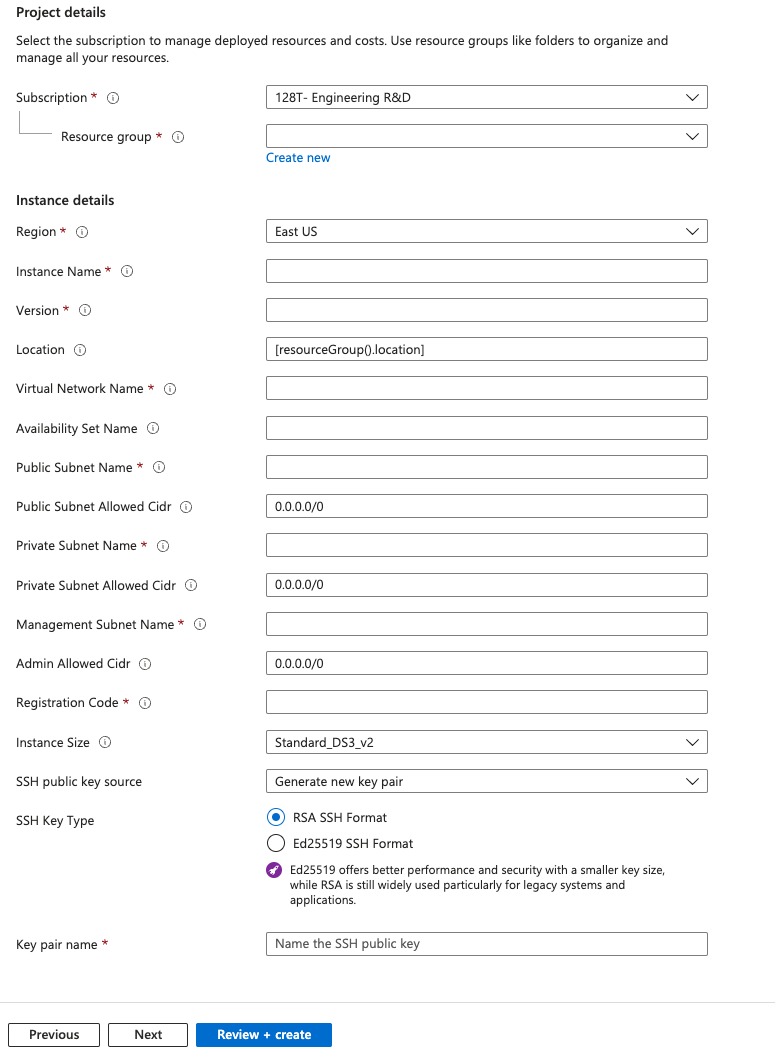 Project details
Select the subscription to manage deployed resources and costs. Use resource groups like folders to organize and
manage all your resources.
Subscription *
128T- Engineering R&D
Resource group *
Create new
Instance details
Region *
East US
Instance Name *
Version *
Location
[resourceGroup().location]
Virtual Network Name *
Availability Set Name
Public Subnet Name *
Public Subnet Allowed Cidr
0.0.0.0/0
Private Subnet Name *
Private Subnet Allowed Cidr
0.0.0.0/0
Management Subnet Name *
Admin Allowed Cidr
0.0.0.0/0
Registration Code *
Instance Size
Standard_DS3_v2
SSH public key source
Generate new key pair
SSH Key Type
RSA SSH Format
Ed25519 SSH Format
Ed25519 offers better performance and security with a smaller key size,
while RSA is still widely used particularly for legacy systems and
applications.
Key pair name *
Name the SSH public key
Previous
Next
Review + create